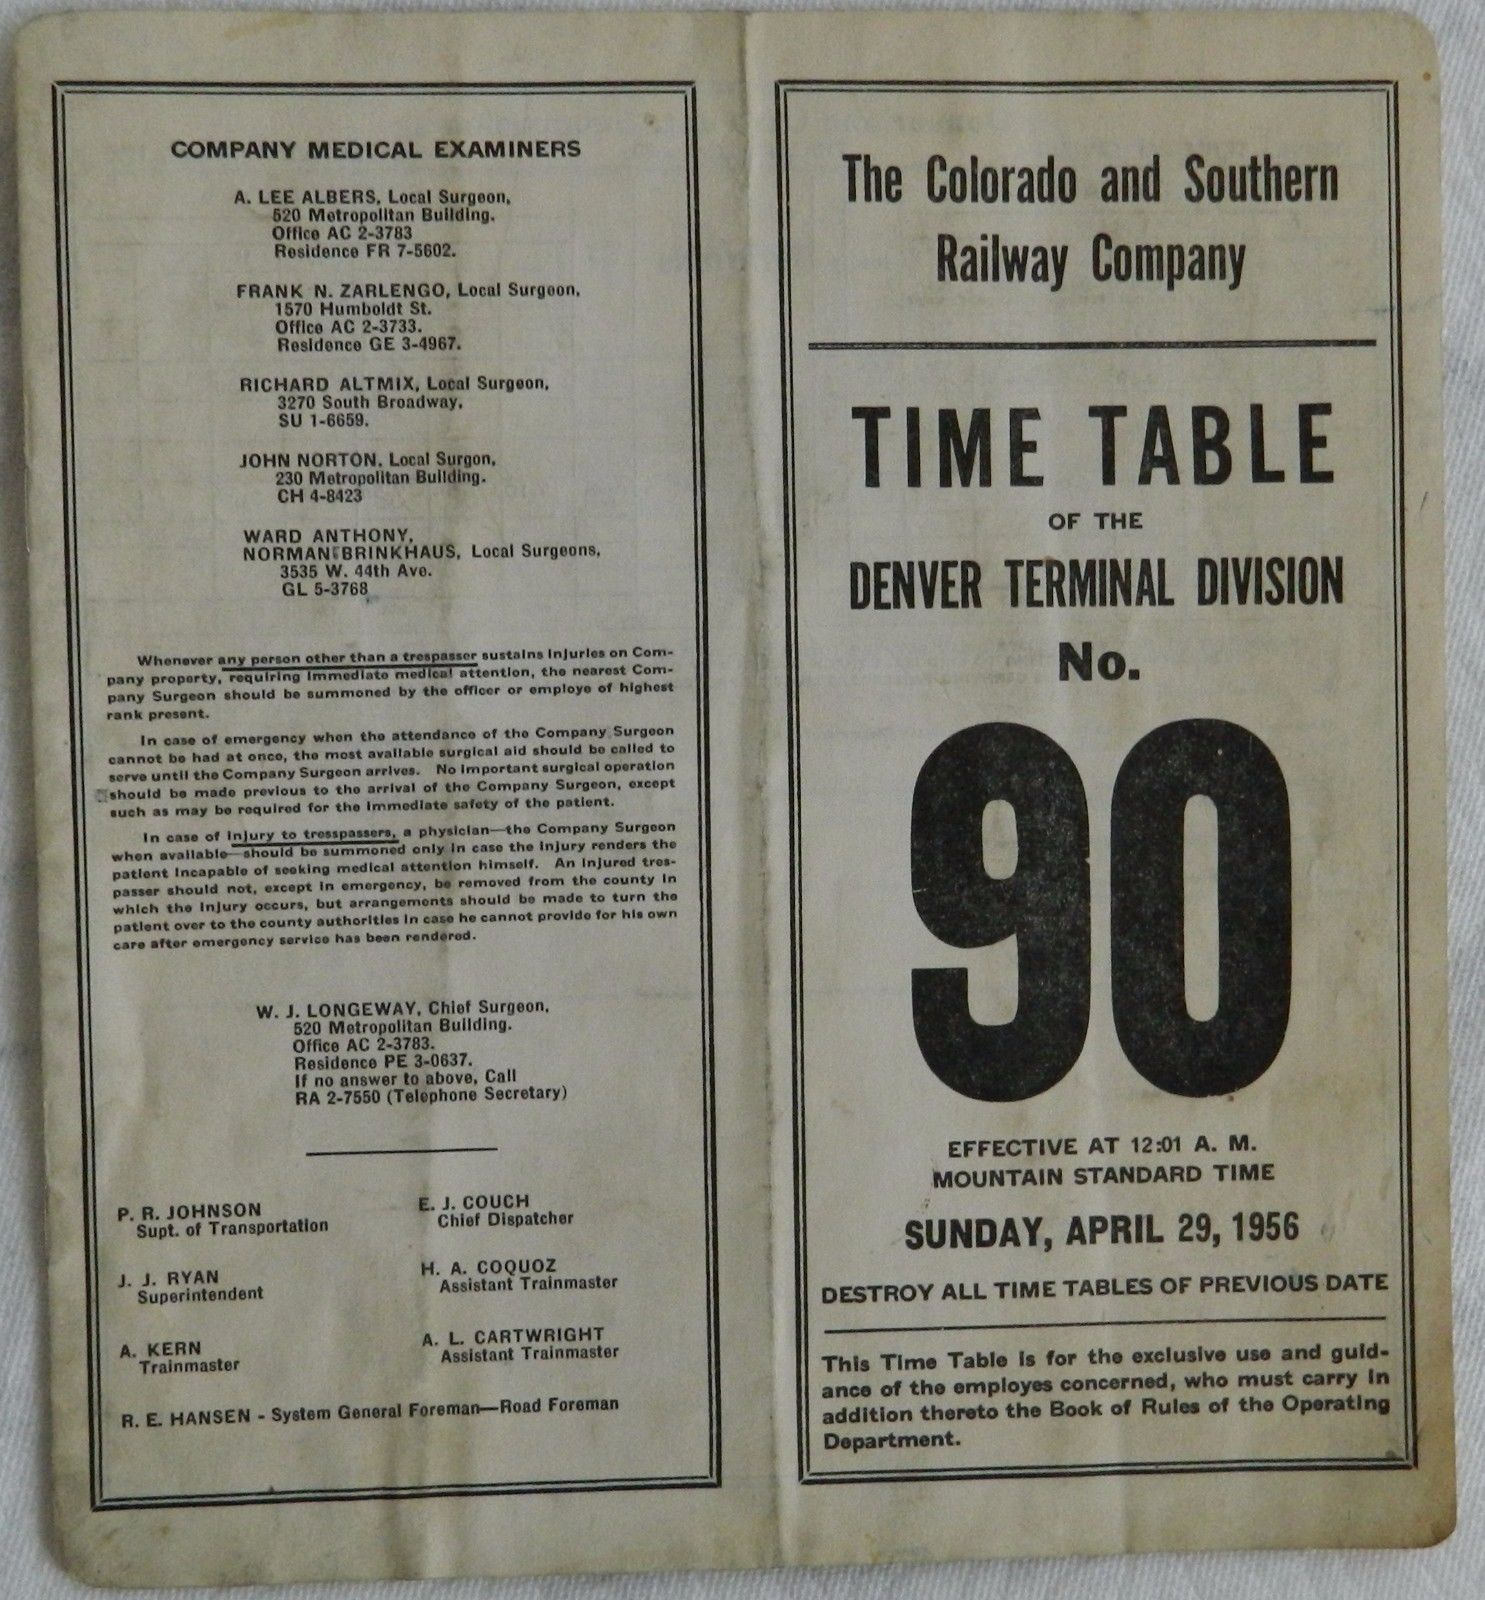 COMPANY MEDICAL EXAMINERS
A. LEE ALBERS, Local Surgeon,
520 Metropolitan Building.
Office AC 2-3783
Residence FR 7-5602.
FRANK N. ZARLENGO, Local Surgeon,
1570 Humboldt St.
Office AC 2-3733.
Residence GE 3-4967.
RICHARD ALTMIX, Local Surgeon,
3270 South Broadway,
SU 1-6659.
JOHN NORTON, Local Surgon,
230 Metropolitan Building.
CH 4-8423
WARD ANTHONY,
NORMAN BRINKHAUS, Local Surgeons,
3535 W. 44th Ave.
GL 5-3768
Whenever any person other than a trespasser sustains injuries on Com-
pany property, requiring immediate medical attention, the nearest Com-
pany Surgeon should be summoned by the officer or employe of highest
rank present.
In case of emergency when the attendance of the Company Surgeon
cannot be had at once, the most available surgical aid should be called to
serve until the Company Surgeon arrives. No important surgical operation
should be made previous to the arrival of the Company Surgeon, except
such as may be required for the immediate safety of the patient.
In case of injury to tresspassers, a physician—the Company Surgeon
when available—should be summoned only in case the injury renders the
patient incapable of seeking medical attention himself. An injured tres-
passer should not, except in emergency, be removed from the county in
which the injury occurs, but arrangements should be made to turn the
patient over to the county authorities in case he cannot provide for his own
care after emergency service has been rendered.
W. J. LONGEWAY, Chief Surgeon,
520 Metropolitan Building.
Office AC 2-3783.
Residence PE 3-0637.
If no answer to above, Call
RA 2-7550 (Telephone Secretary)
P. R. JOHNSON
Supt. of Transportation
E. J. COUCH
Chief Dispatcher
J. J. RYAN
Superintendent
H. A. COQUOZ
Assistant Trainmaster
A. KERN
Trainmaster
A. L. CARTWRIGHT
Assistant Trainmaster
R. E. HANSEN - System General Foreman—Road Foreman
The Colorado and Southern
Railway Company
TIME TABLE
OF THE
DENVER TERMINAL DIVISION
No.
90
EFFECTIVE AT 12:01 A. M.
MOUNTAIN STANDARD TIME
SUNDAY, APRIL 29, 1956
DESTROY ALL TIME TABLES OF PREVIOUS DATE
This Time Table is for the exclusive use and guid-
ance of the employes concerned, who must carry in
addition thereto the Book of Rules of the Operating
Department.